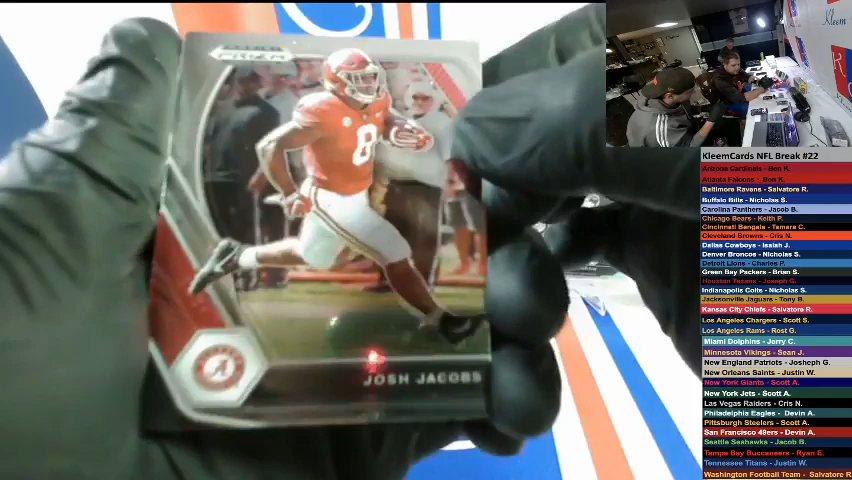 PRIZM
8
JOSH JACOBS
Kleem
KleemCards NFL Break #22
Arizona Cardinals - Ben K.
Atlanta Falcons - Ben K.
Baltimore Ravens - Salvatore R.
Buffalo Bills - Nicholas S.
Carolina Panthers - Jacob B.
Chicago Bears - Keith P.
Cincinnati Bengals - Tamara C.
Cleveland Browns - Cris N.
Dallas Cowboys - Isaiah J.
Denver Broncos - Nicholas S.
Detroit Lions - Charles P.
Green Bay Packers - Brian S.
Houston Texans - Joseph G.
Indianapolis Colts - Nicholas S.
Jacksonville Jaguars - Tony B.
Kansas City Chiefs - Salvatore R.
Los Angeles Chargers - Scott S.
Los Angeles Rams - Rost G.
Miami Dolphins - Jerry C.
Minnesota Vikings - Sean J.
New England Patriots - Josheph G.
New Orleans Saints - Justin W.
New York Giants - Scott A.
New York Jets - Scott A.
Las Vegas Raiders - Cris N.
Philadelphia Eagles - Devin A.
Pittsburgh Steelers - Scott A.
San Francisco 49ers - Devin A.
Seattle Seahawks - Jacob B.
Tampa Bay Buccaneers - Ryan E.
Tennessee Titans - Justin W.
Washington Football Team - Salvatore R